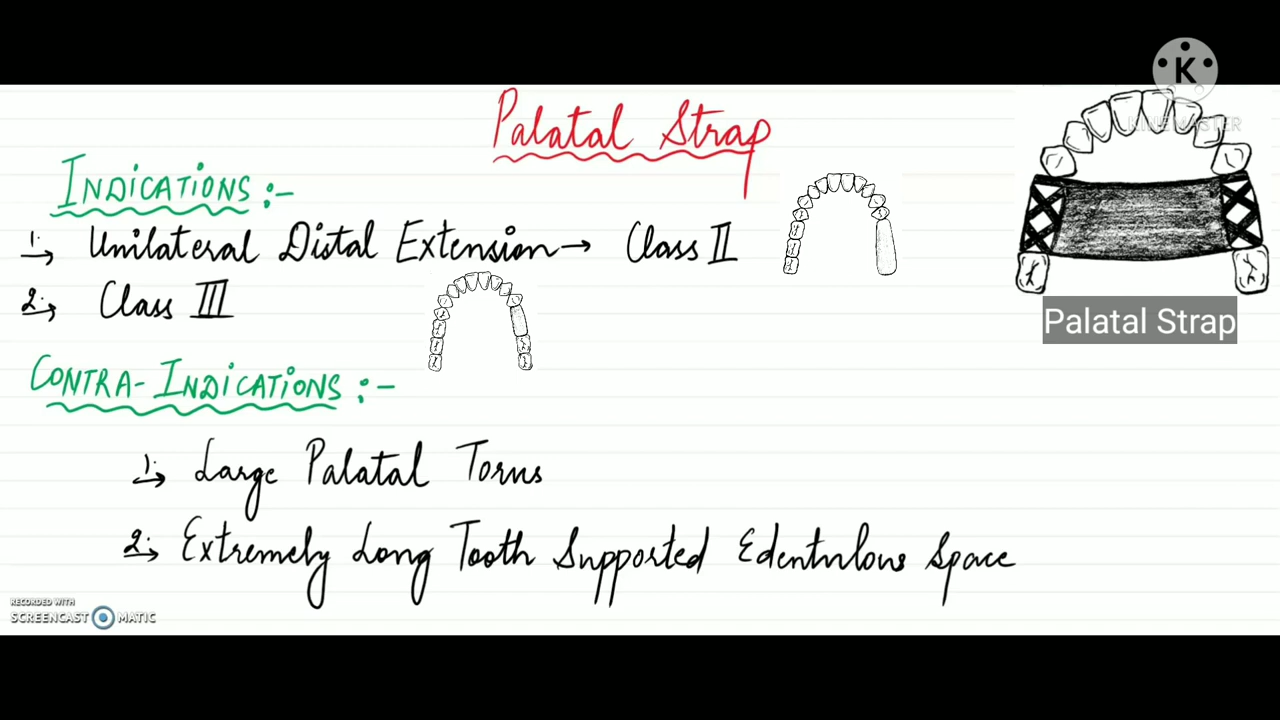 Palatal Strap
INDICATIONS :-
1. → Unilateral Distal Extension → Class II
2. → Class III
CONTRA-INDICATIONS :-
1. → Large Palatal Torus
2. → Extremely Long Tooth Supported Edentulous Space
K
KINEMASTER
Palatal Strap
RECORDED WITH
SCREENCAST MATIC